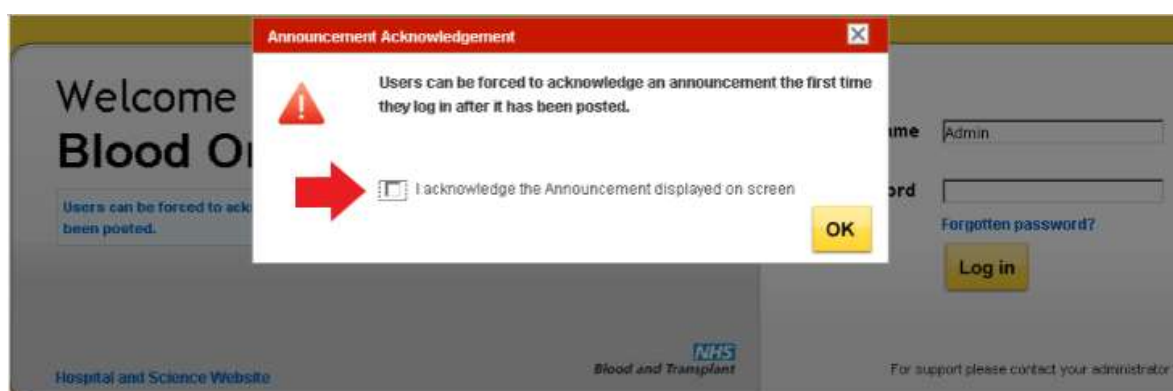 Announcement Acknowledgement
Users can be forced to acknowledge an announcement the first time
they log in after it has been posted.
I acknowledge the Announcement displayed on screen
OK
Welcome
Blood O
Users can be forced to ack
been posted.
ame
Admin
ord
Forgotten password?
Log in
NHS
Blood and Transplant
Hospital and Science Website
For support please contact your administrator